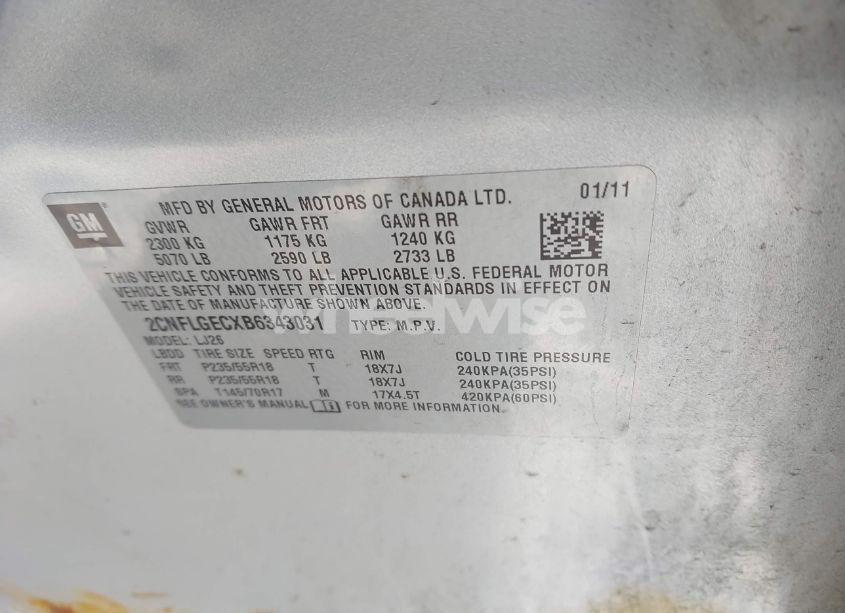 GM
MFD BY GENERAL MOTORS OF CANADA LTD. 01/11
GVWR GAWR FRT GAWR RR
2300 KG 1175 KG 1240 KG
5070 LB 2590 LB 2733 LB
THIS VEHICLE CONFORMS TO ALL APPLICABLE U.S. FEDERAL MOTOR
VEHICLE SAFETY AND THEFT PREVENTION STANDARDS IN EFFECT ON
THE DATE OF MANUFACTURE SHOWN ABOVE.
2CNFLGECXB6343031 TYPE: M.P.V.
wheelwise
MODEL: LJ26
LBDD TIRE SIZE SPEED RTG RIM COLD TIRE PRESSURE
FRT P235/55R18 T 18X7J 240KPA(35PSI)
RR P235/55R18 T 18X7J 240KPA(35PSI)
SPA T145/70R17 M 17X4.5T 420KPA(60PSI)
SEE OWNER'S MANUAL FOR MORE INFORMATION.